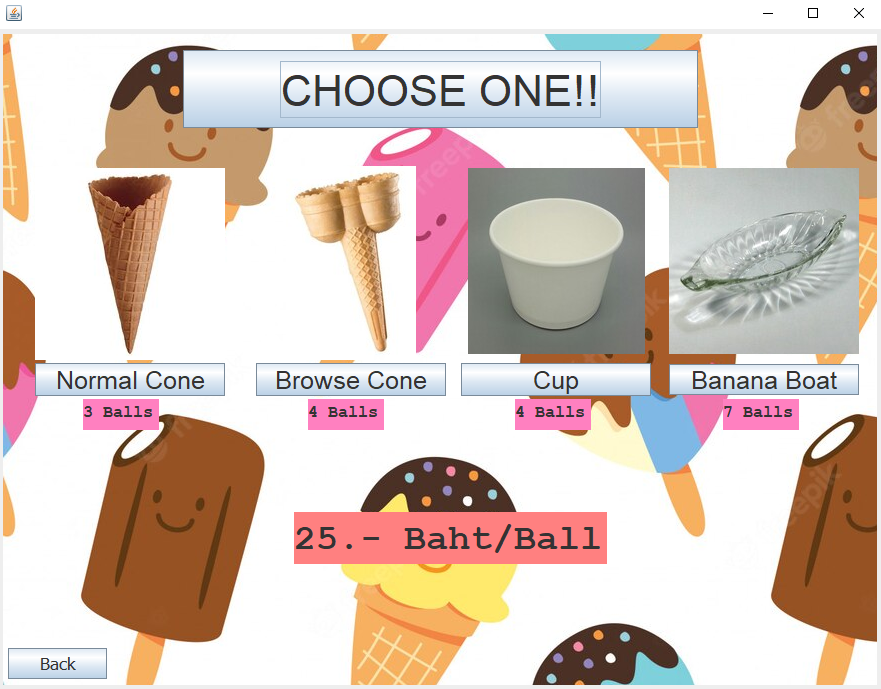 CHOOSE ONE!!
Normal Cone
Browse Cone
Cup
Banana Boat
3 Balls
4 Balls
4 Balls
7 Balls
25.- Baht/Ball
Back